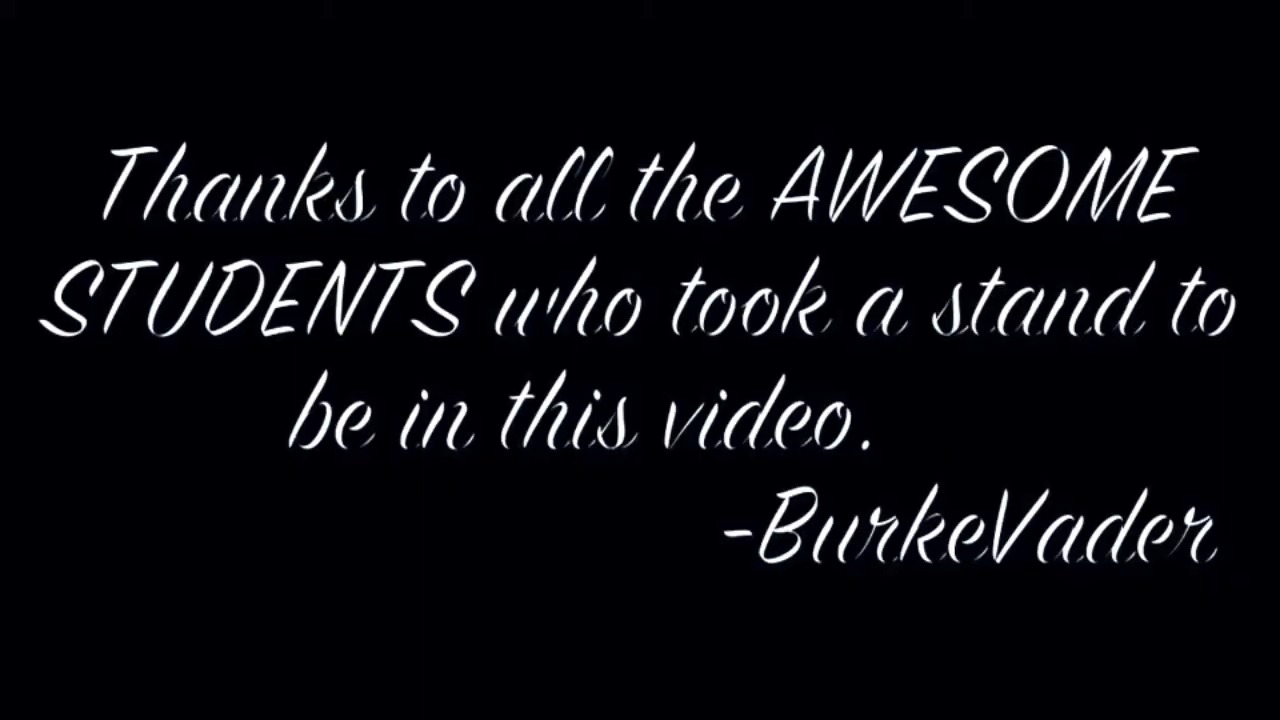 Thanks to all the AWESOME
STUDENTS who took a stand to
be in this video.
-BurkeVader